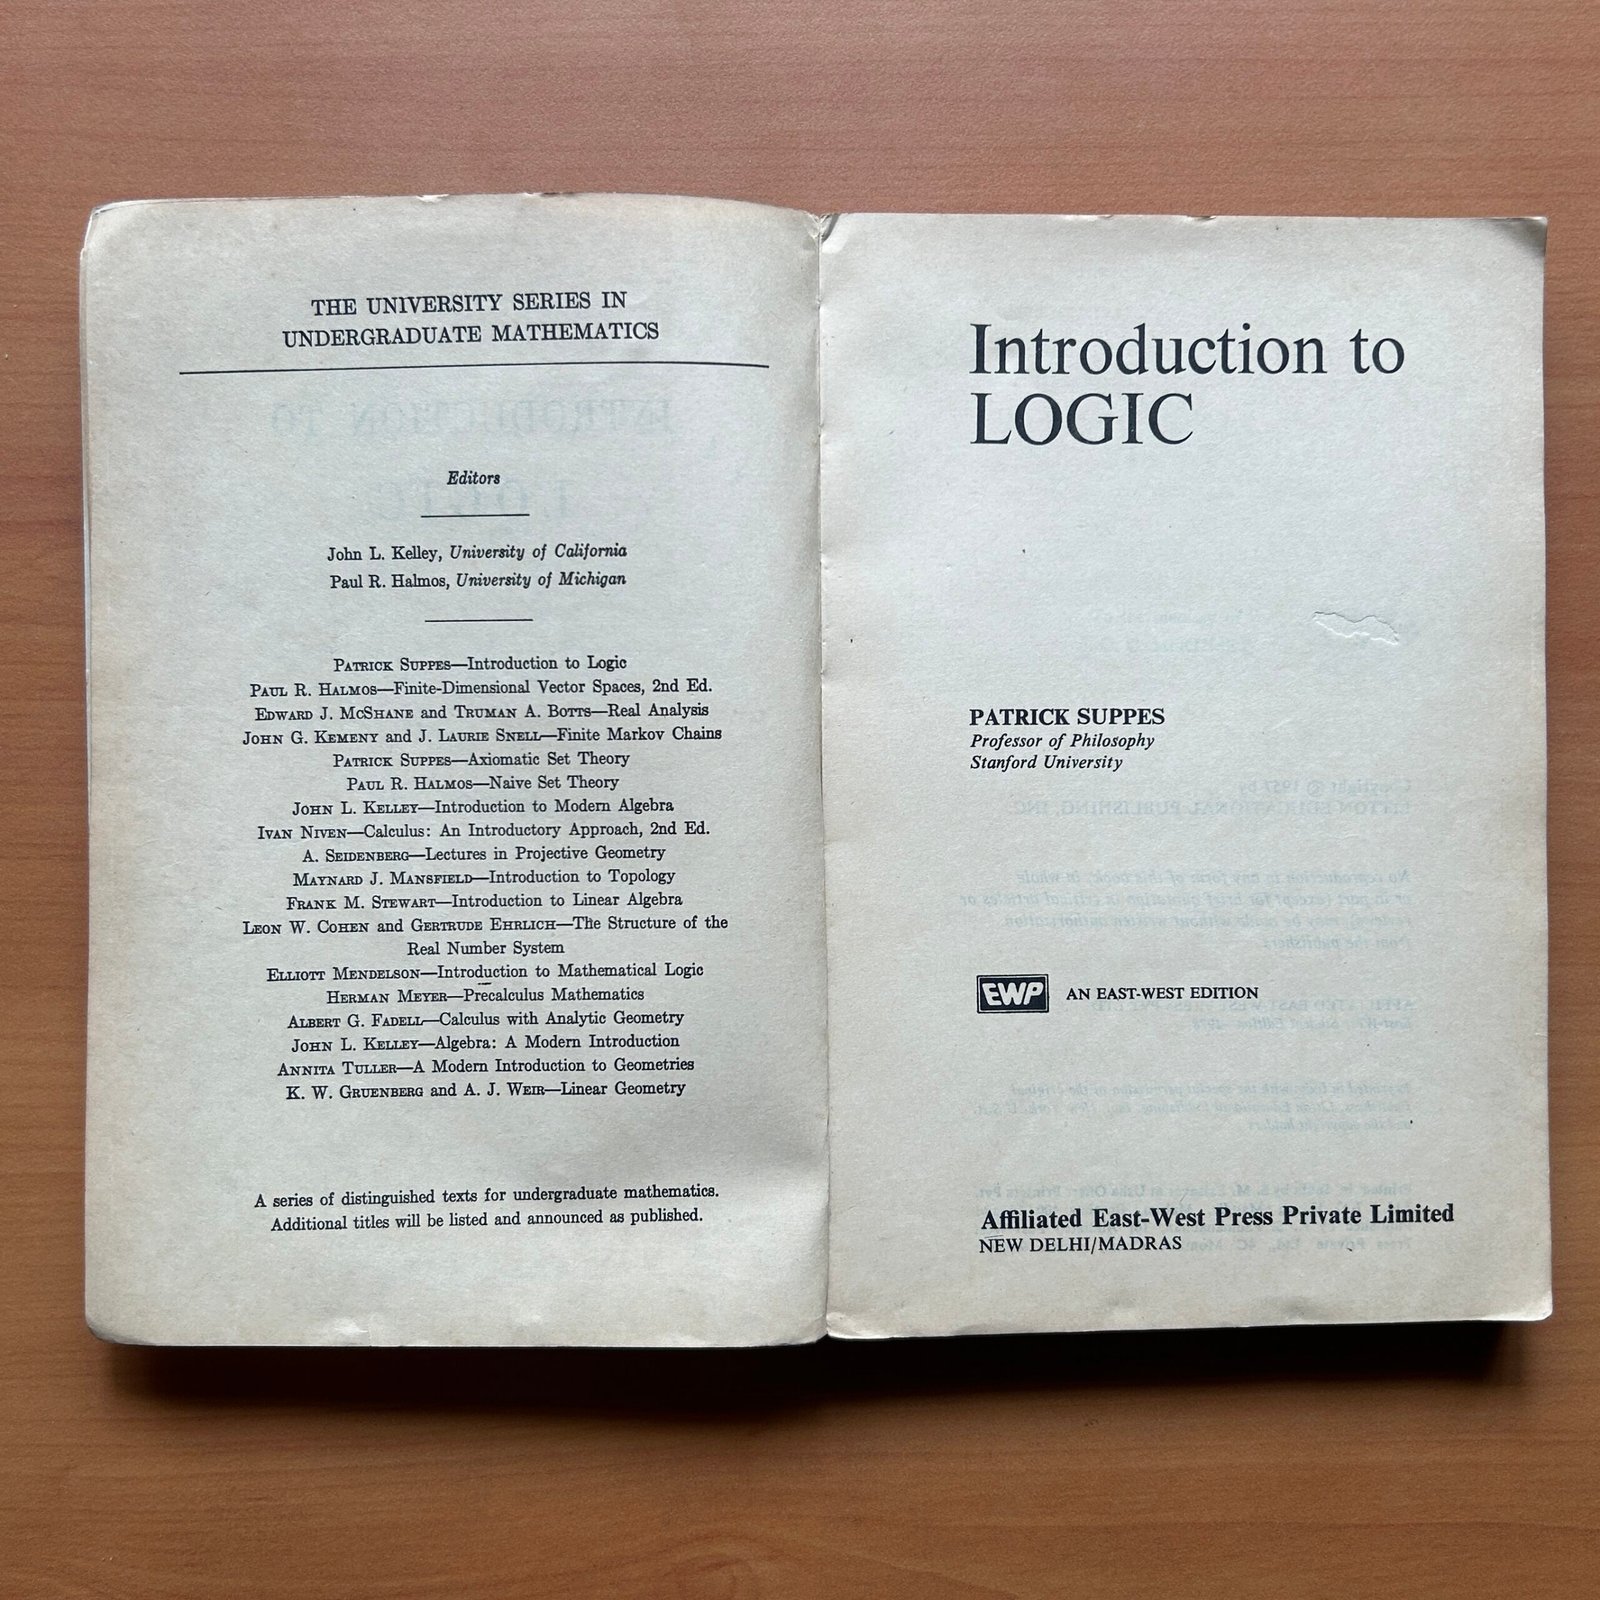 THE UNIVERSITY SERIES IN
UNDERGRADUATE MATHEMATICS
Editors
John L. Kelley, University of California
Paul R. Halmos, University of Michigan
PATRICK SUPPES—Introduction to Logic
PAUL R. HALMOS—Finite-Dimensional Vector Spaces, 2nd Ed.
EDWARD J. MCSHANE and TRUMAN A. BOTTS—Real Analysis
JOHN G. KEMENY and J. LAURIE SNELL—Finite Markov Chains
PATRICK SUPPES—Axiomatic Set Theory
PAUL R. HALMOS—Naive Set Theory
JOHN L. KELLEY—Introduction to Modern Algebra
IVAN NIVEN—Calculus: An Introductory Approach, 2nd Ed.
A. SEIDENBERG—Lectures in Projective Geometry
MAYNARD J. MANSFIELD—Introduction to Topology
FRANK M. STEWART—Introduction to Linear Algebra
LEON W. COHEN and GERTRUDE EHRLICH—The Structure of the
Real Number System
ELLIOTT MENDELSON—Introduction to Mathematical Logic
HERMAN MEYER—Precalculus Mathematics
ALBERT G. FADELL—Calculus with Analytic Geometry
JOHN L. KELLEY—Algebra: A Modern Introduction
ANNITA TULLER—A Modern Introduction to Geometries
K. W. GRUENBERG and A. J. WEIR—Linear Geometry
A series of distinguished texts for undergraduate mathematics.
Additional titles will be listed and announced as published.
Introduction to
LOGIC
PATRICK SUPPES
Professor of Philosophy
Stanford University
EWP AN EAST-WEST EDITION
Affiliated East-West Press Private Limited
NEW DELHI/MADRAS